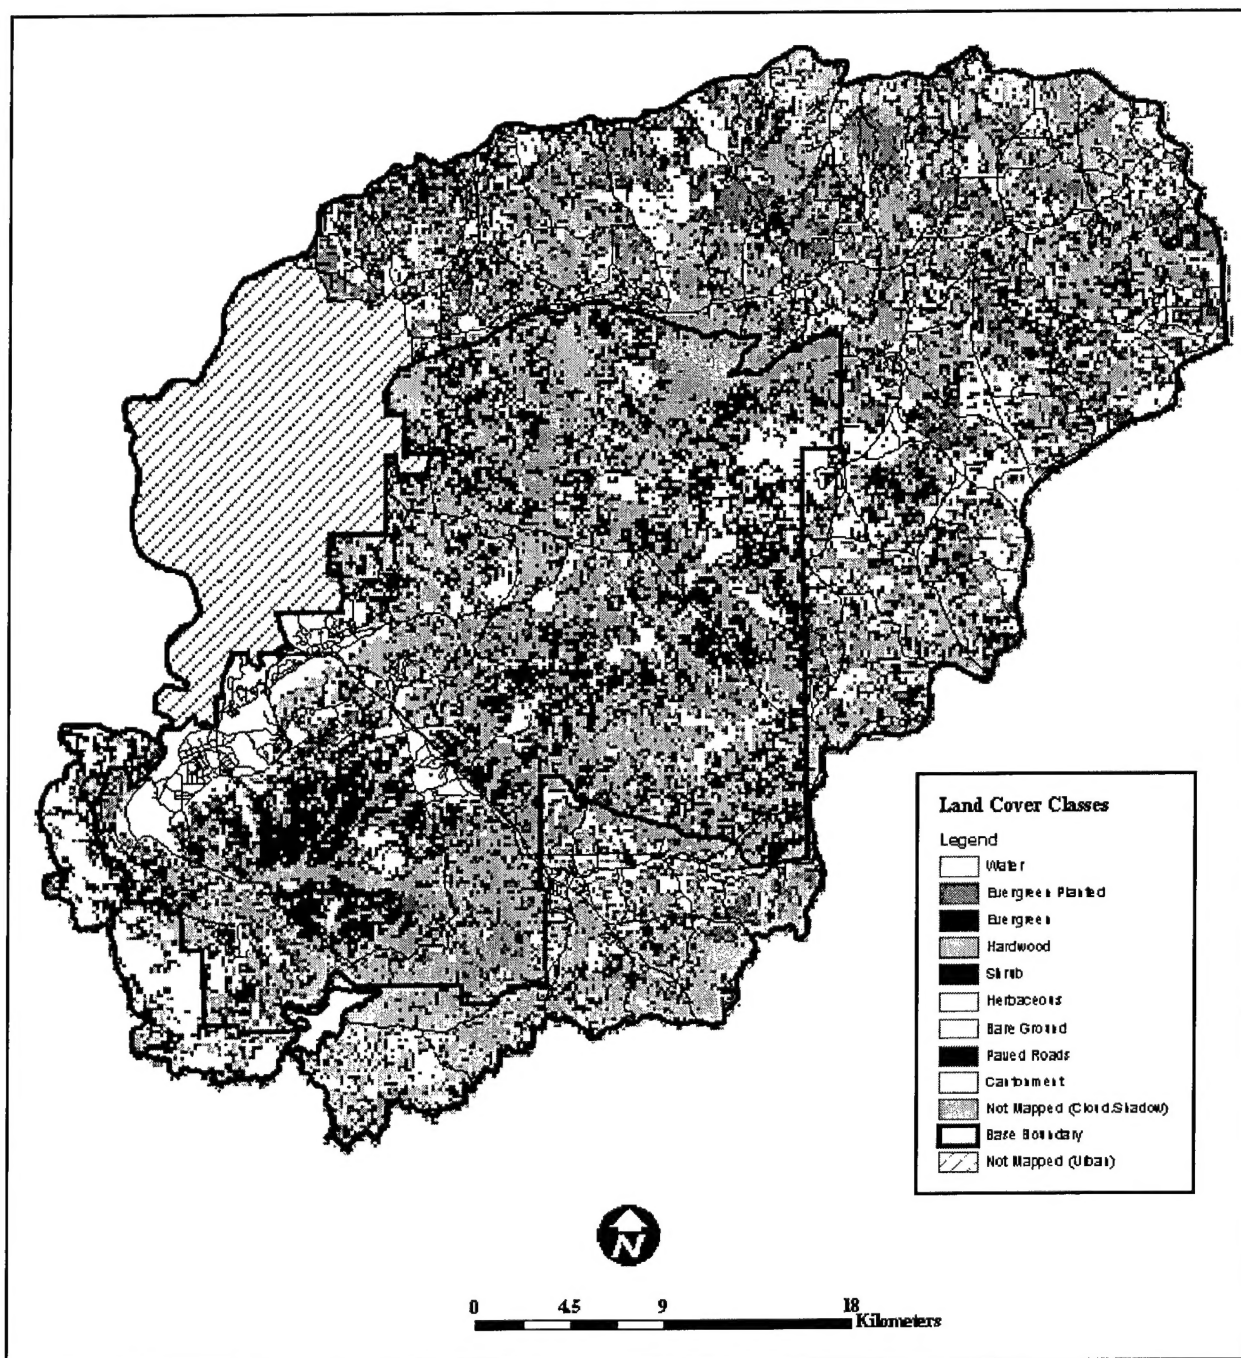 Land Cover Classes
Legend
Water
Evergreen Planted
Evergreen
Hardwood
Shrub
Herbaceous
Bare Ground
Paved Roads
Cantonment
Not Mapped (Cloud,Shadow)
Base Boundary
Not Mapped (Urban)
N
0 4.5 9 18
Kilometers